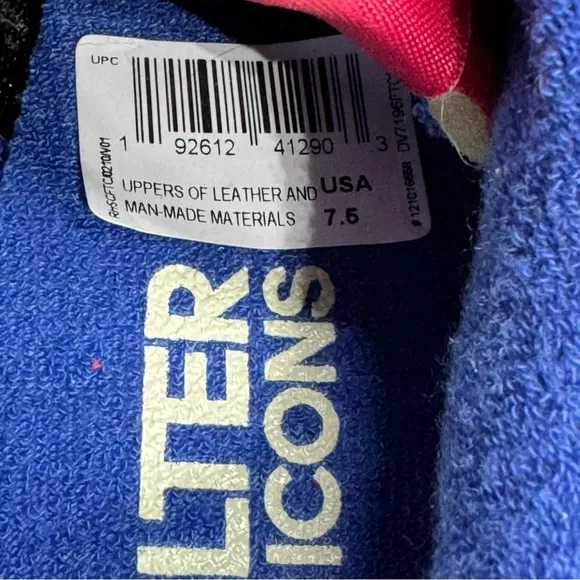 UPC
1 92612 41290 3
UPPERS OF LEATHER AND USA
MAN-MADE MATERIALS 7.5
LTER
ICONS